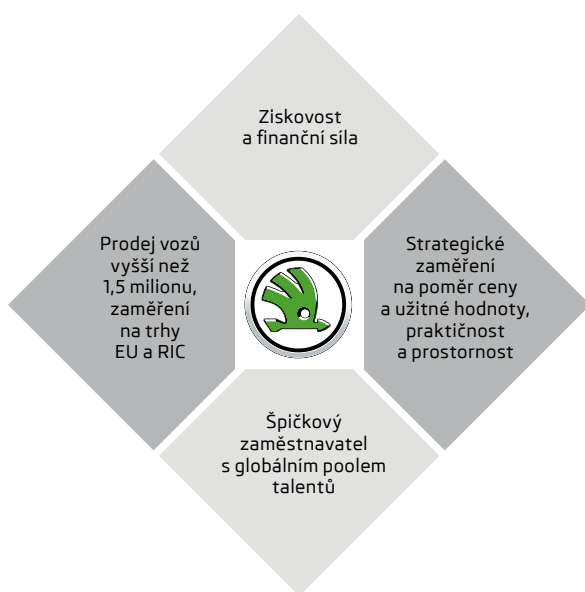 Ziskovost
a finanční síla
Prodej vozů
vyšší než
1,5 milionu,
zaměření
na trhy
EU a RIC
Strategické
zaměření
na poměr ceny
a užitné hodnoty,
praktičnost
a prostornost
Špičkový
zaměstnavatel
s globálním poolem
talentů